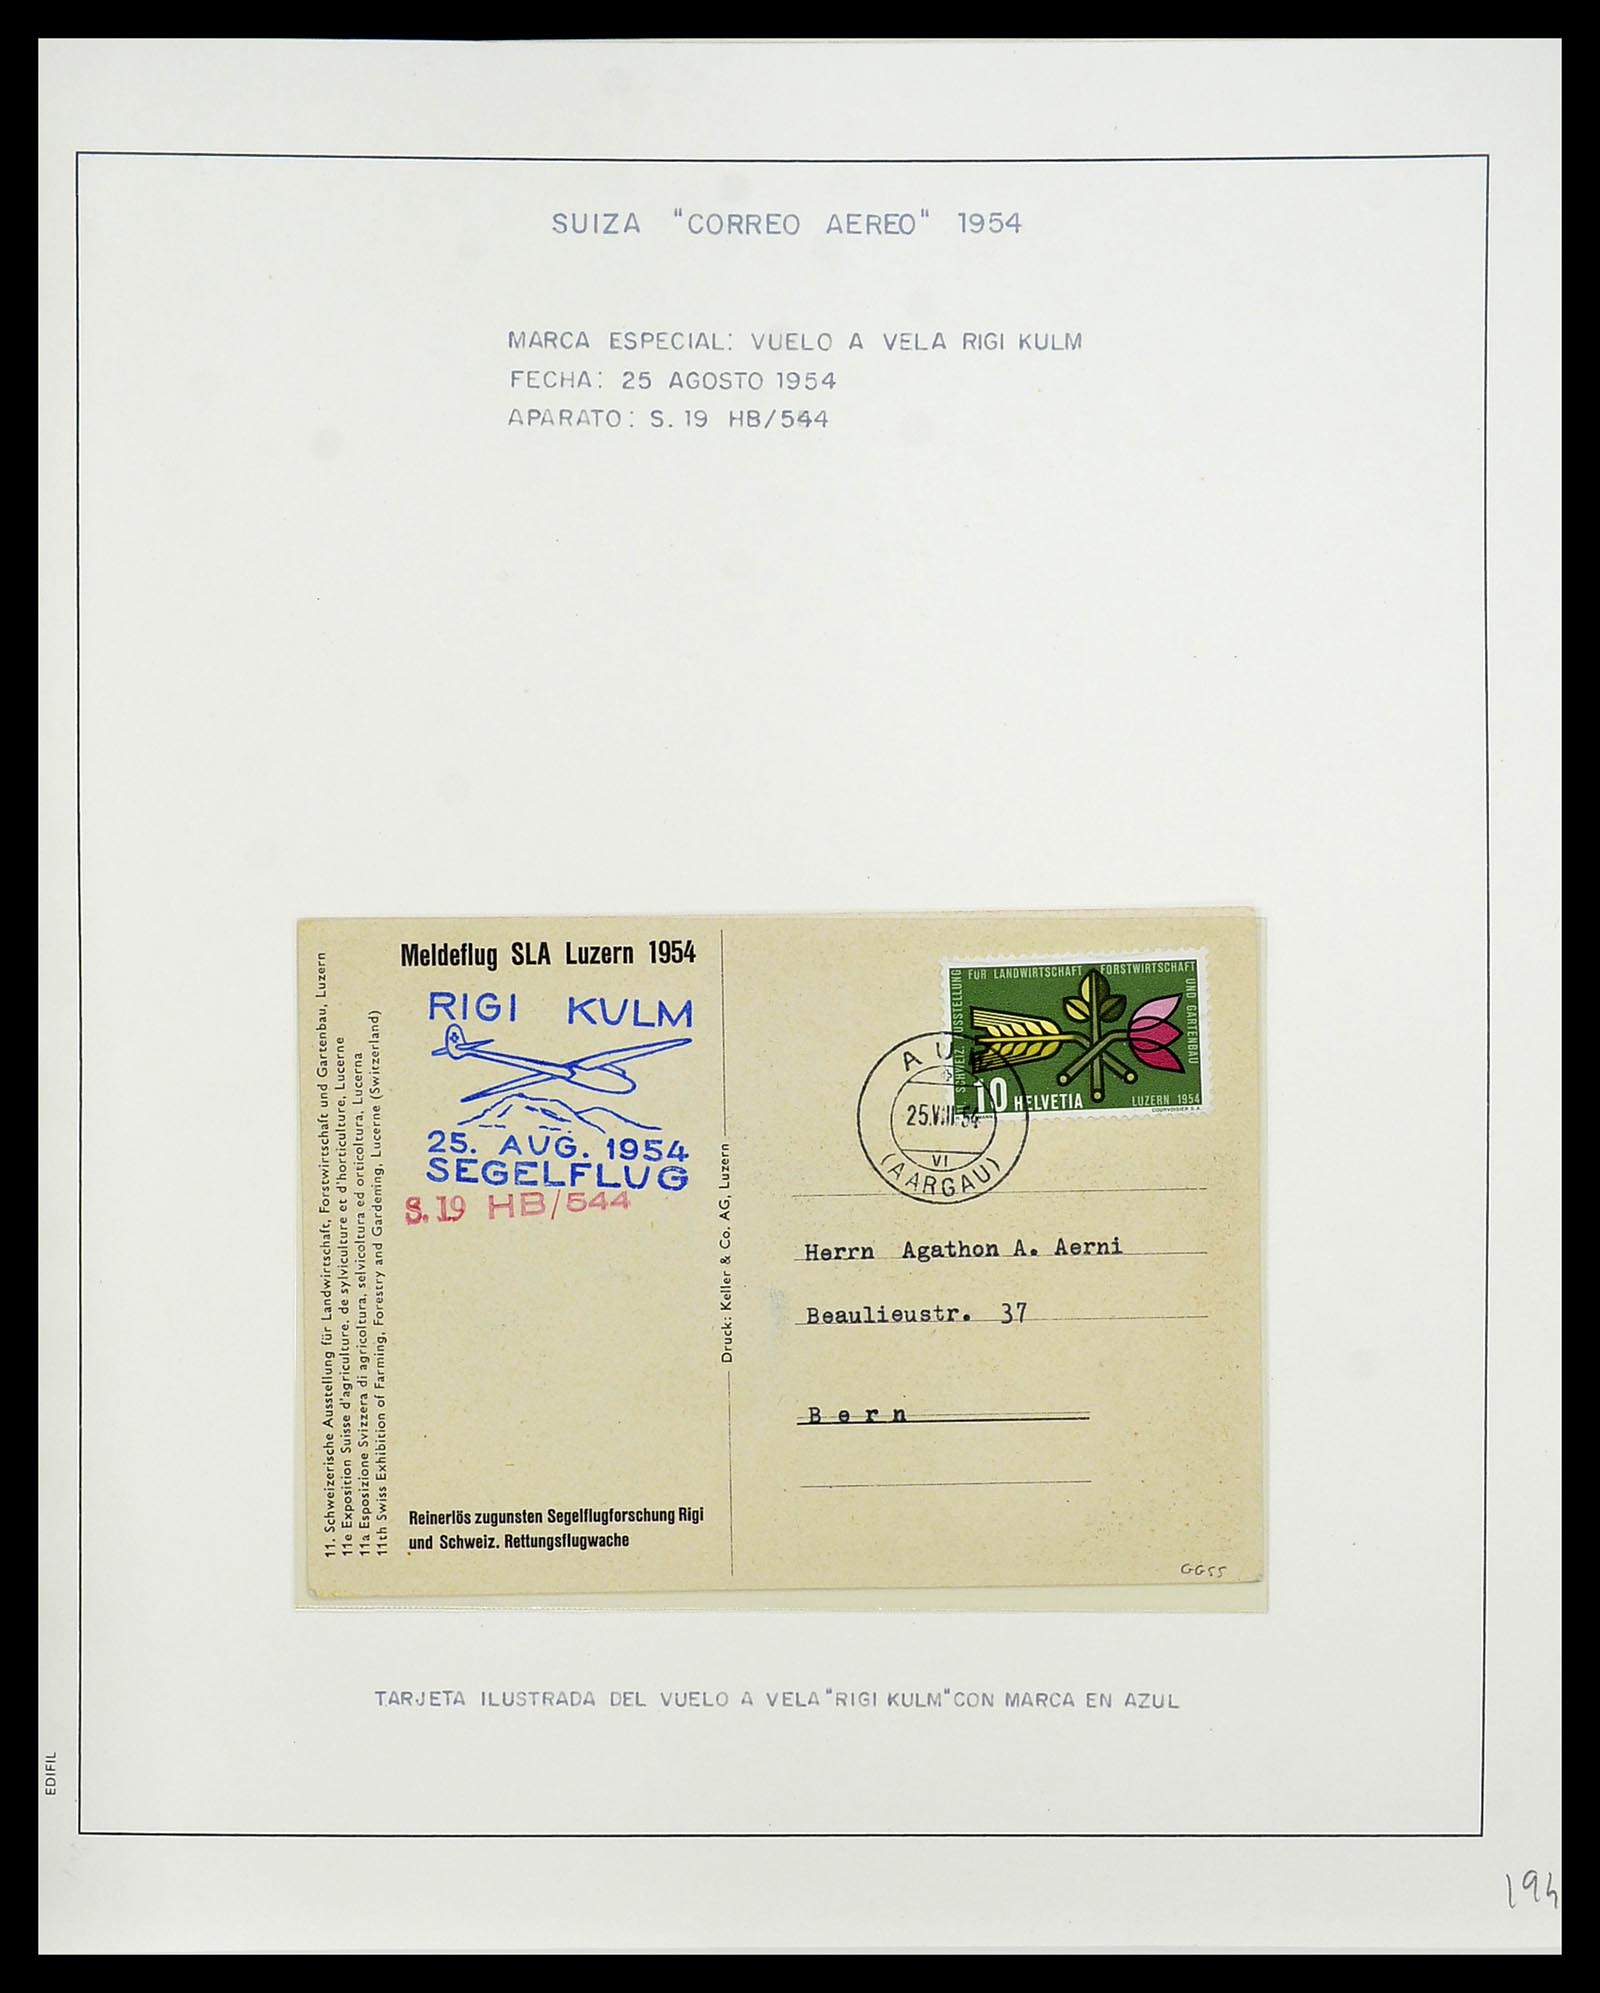 SUIZA "CORREO AEREO" 1954
MARCA ESPECIAL: VUELO A VELA RIGI KULM
FECHA: 25 AGOSTO 1954
APARATO: S. 19 HB/544
Meldeflug SLA Luzern 1954
RIGI KULM
25. AUG. 1954
SEGELFLUG
S. 19 HB/544
11. Schweizerische Ausstellung für Landwirtschaft, Forstwirtschaft und Gartenbau, Luzern
11e Exposition Suisse d'agriculture, de sylviculture et d'horticulture, Lucerne
11a Esposizione Svizzera di agricoltura, selvicoltura ed orticoltura, Lucerna
11th Swiss Exhibition of Farming, Forestry and Gardening, Lucerne (Switzerland)
Reinerlös zugunsten Segelflugforschung Rigi
und Schweiz. Rettungsflugwache
Druck: Keller & Co. AG, Luzern
SCHWEIZ. AUSSTELLUNG
FÜR LANDWIRTSCHAFT FORSTWIRTSCHAFT
UND GARTENBAU
10 HELVETIA
LUZERN 1954
COURVOISIER S.A.
25.VIII.54
VI
(AARGAU)
Herrn Agathon A. Aerni
Beaulieustr. 37
Bern
GG55
TARJETA ILUSTRADA DEL VUELO A VELA "RIGI KULM" CON MARCA EN AZUL
EDIFIL